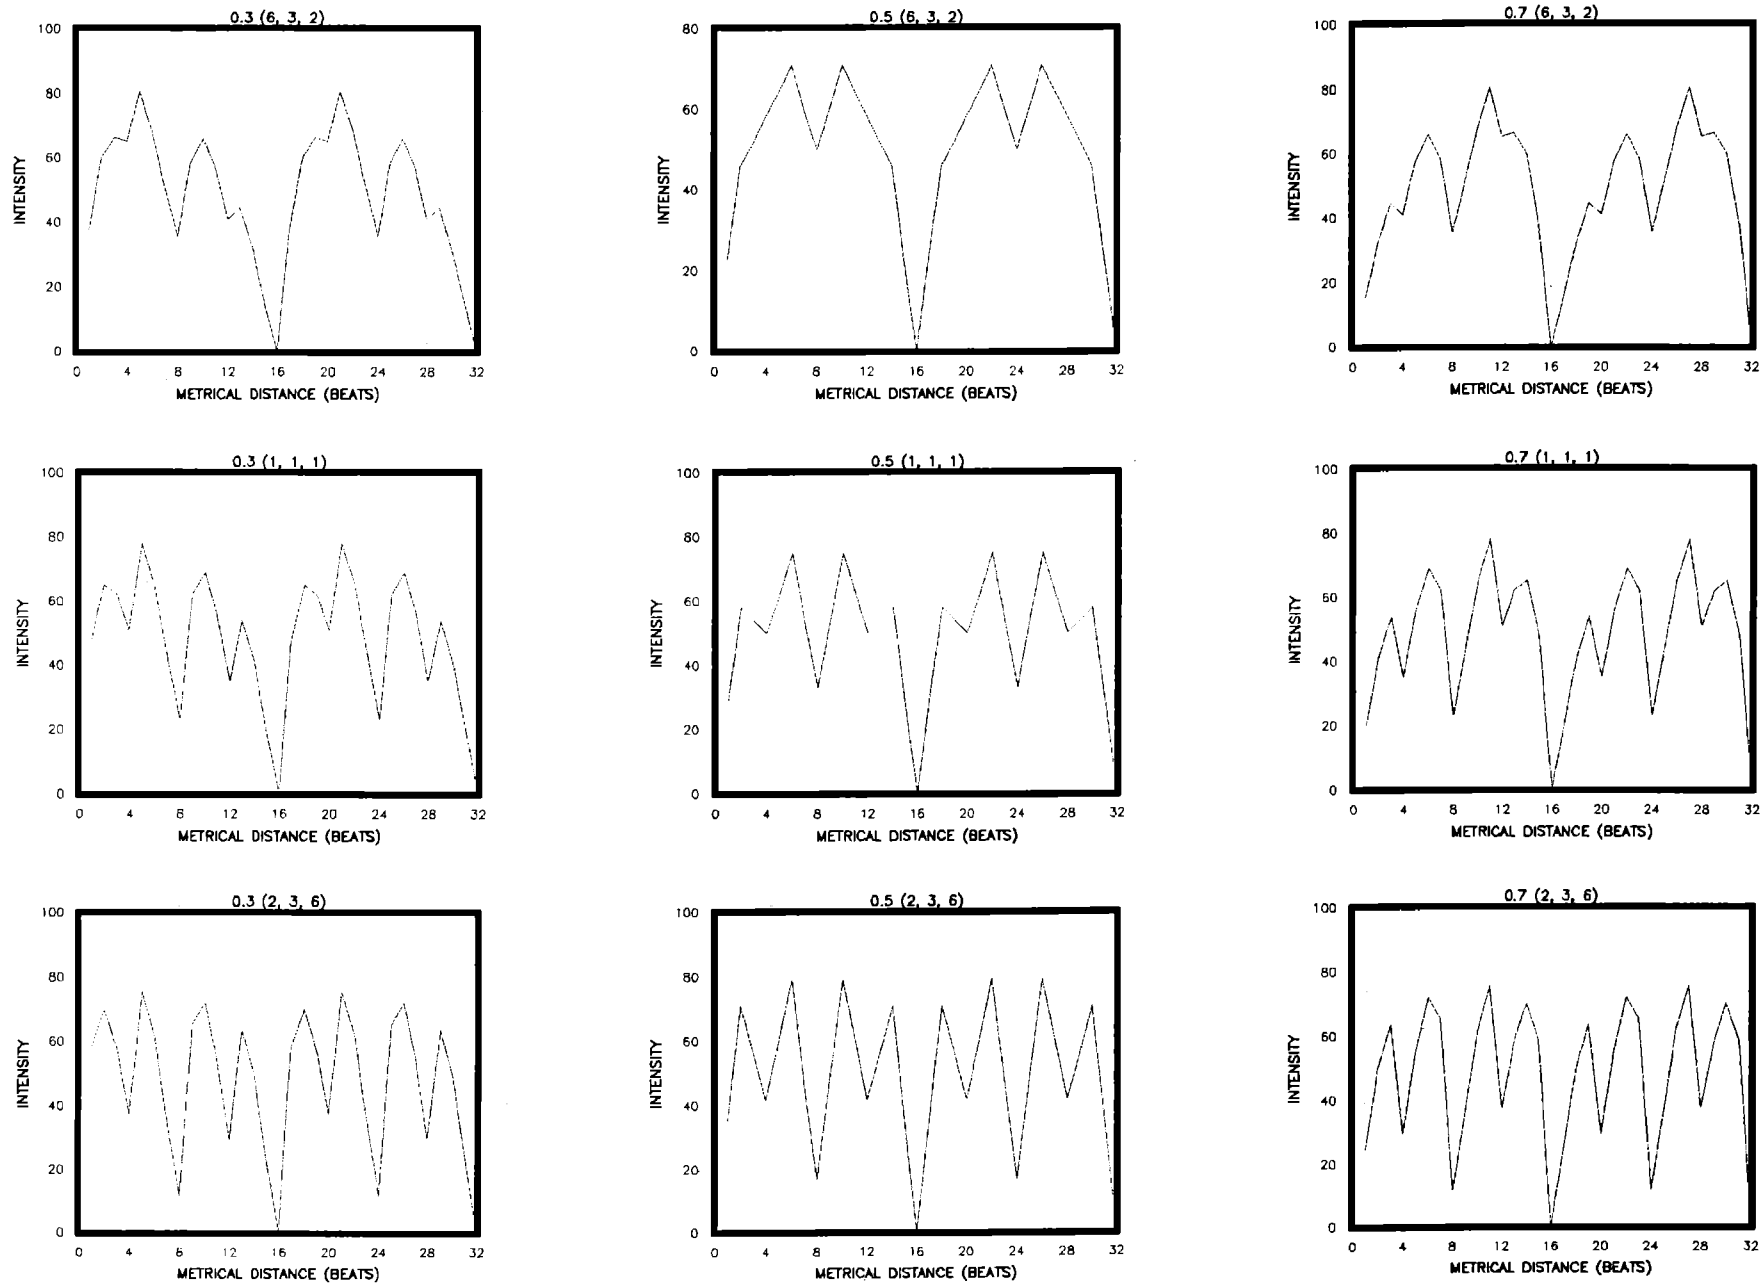 0.3 (6, 3, 2)
100
80
60
40
20
0
INTENSITY
0 4 8 12 16 20 24 28 32
METRICAL DISTANCE (BEATS)
0.5 (6, 3, 2)
80
60
40
20
0
INTENSITY
0 4 8 12 16 20 24 28 32
METRICAL DISTANCE (BEATS)
0.7 (6, 3, 2)
100
80
60
40
20
0
INTENSITY
0 4 8 12 16 20 24 28 32
METRICAL DISTANCE (BEATS)
0.3 (1, 1, 1)
100
80
60
40
20
0
INTENSITY
0 4 8 12 16 20 24 28 32
METRICAL DISTANCE (BEATS)
0.5 (1, 1, 1)
100
80
60
40
20
0
INTENSITY
0 4 8 12 16 20 24 28 32
METRICAL DISTANCE (BEATS)
0.7 (1, 1, 1)
100
80
60
40
20
0
INTENSITY
0 4 8 12 16 20 24 28 32
METRICAL DISTANCE (BEATS)
0.3 (2, 3, 6)
100
80
60
40
20
0
INTENSITY
0 4 8 12 16 20 24 28 32
METRICAL DISTANCE (BEATS)
0.5 (2, 3, 6)
100
80
60
40
20
0
INTENSITY
0 4 8 12 16 20 24 28 32
METRICAL DISTANCE (BEATS)
0.7 (2, 3, 6)
100
80
60
40
20
0
INTENSITY
0 4 8 12 16 20 24 28 32
METRICAL DISTANCE (BEATS)